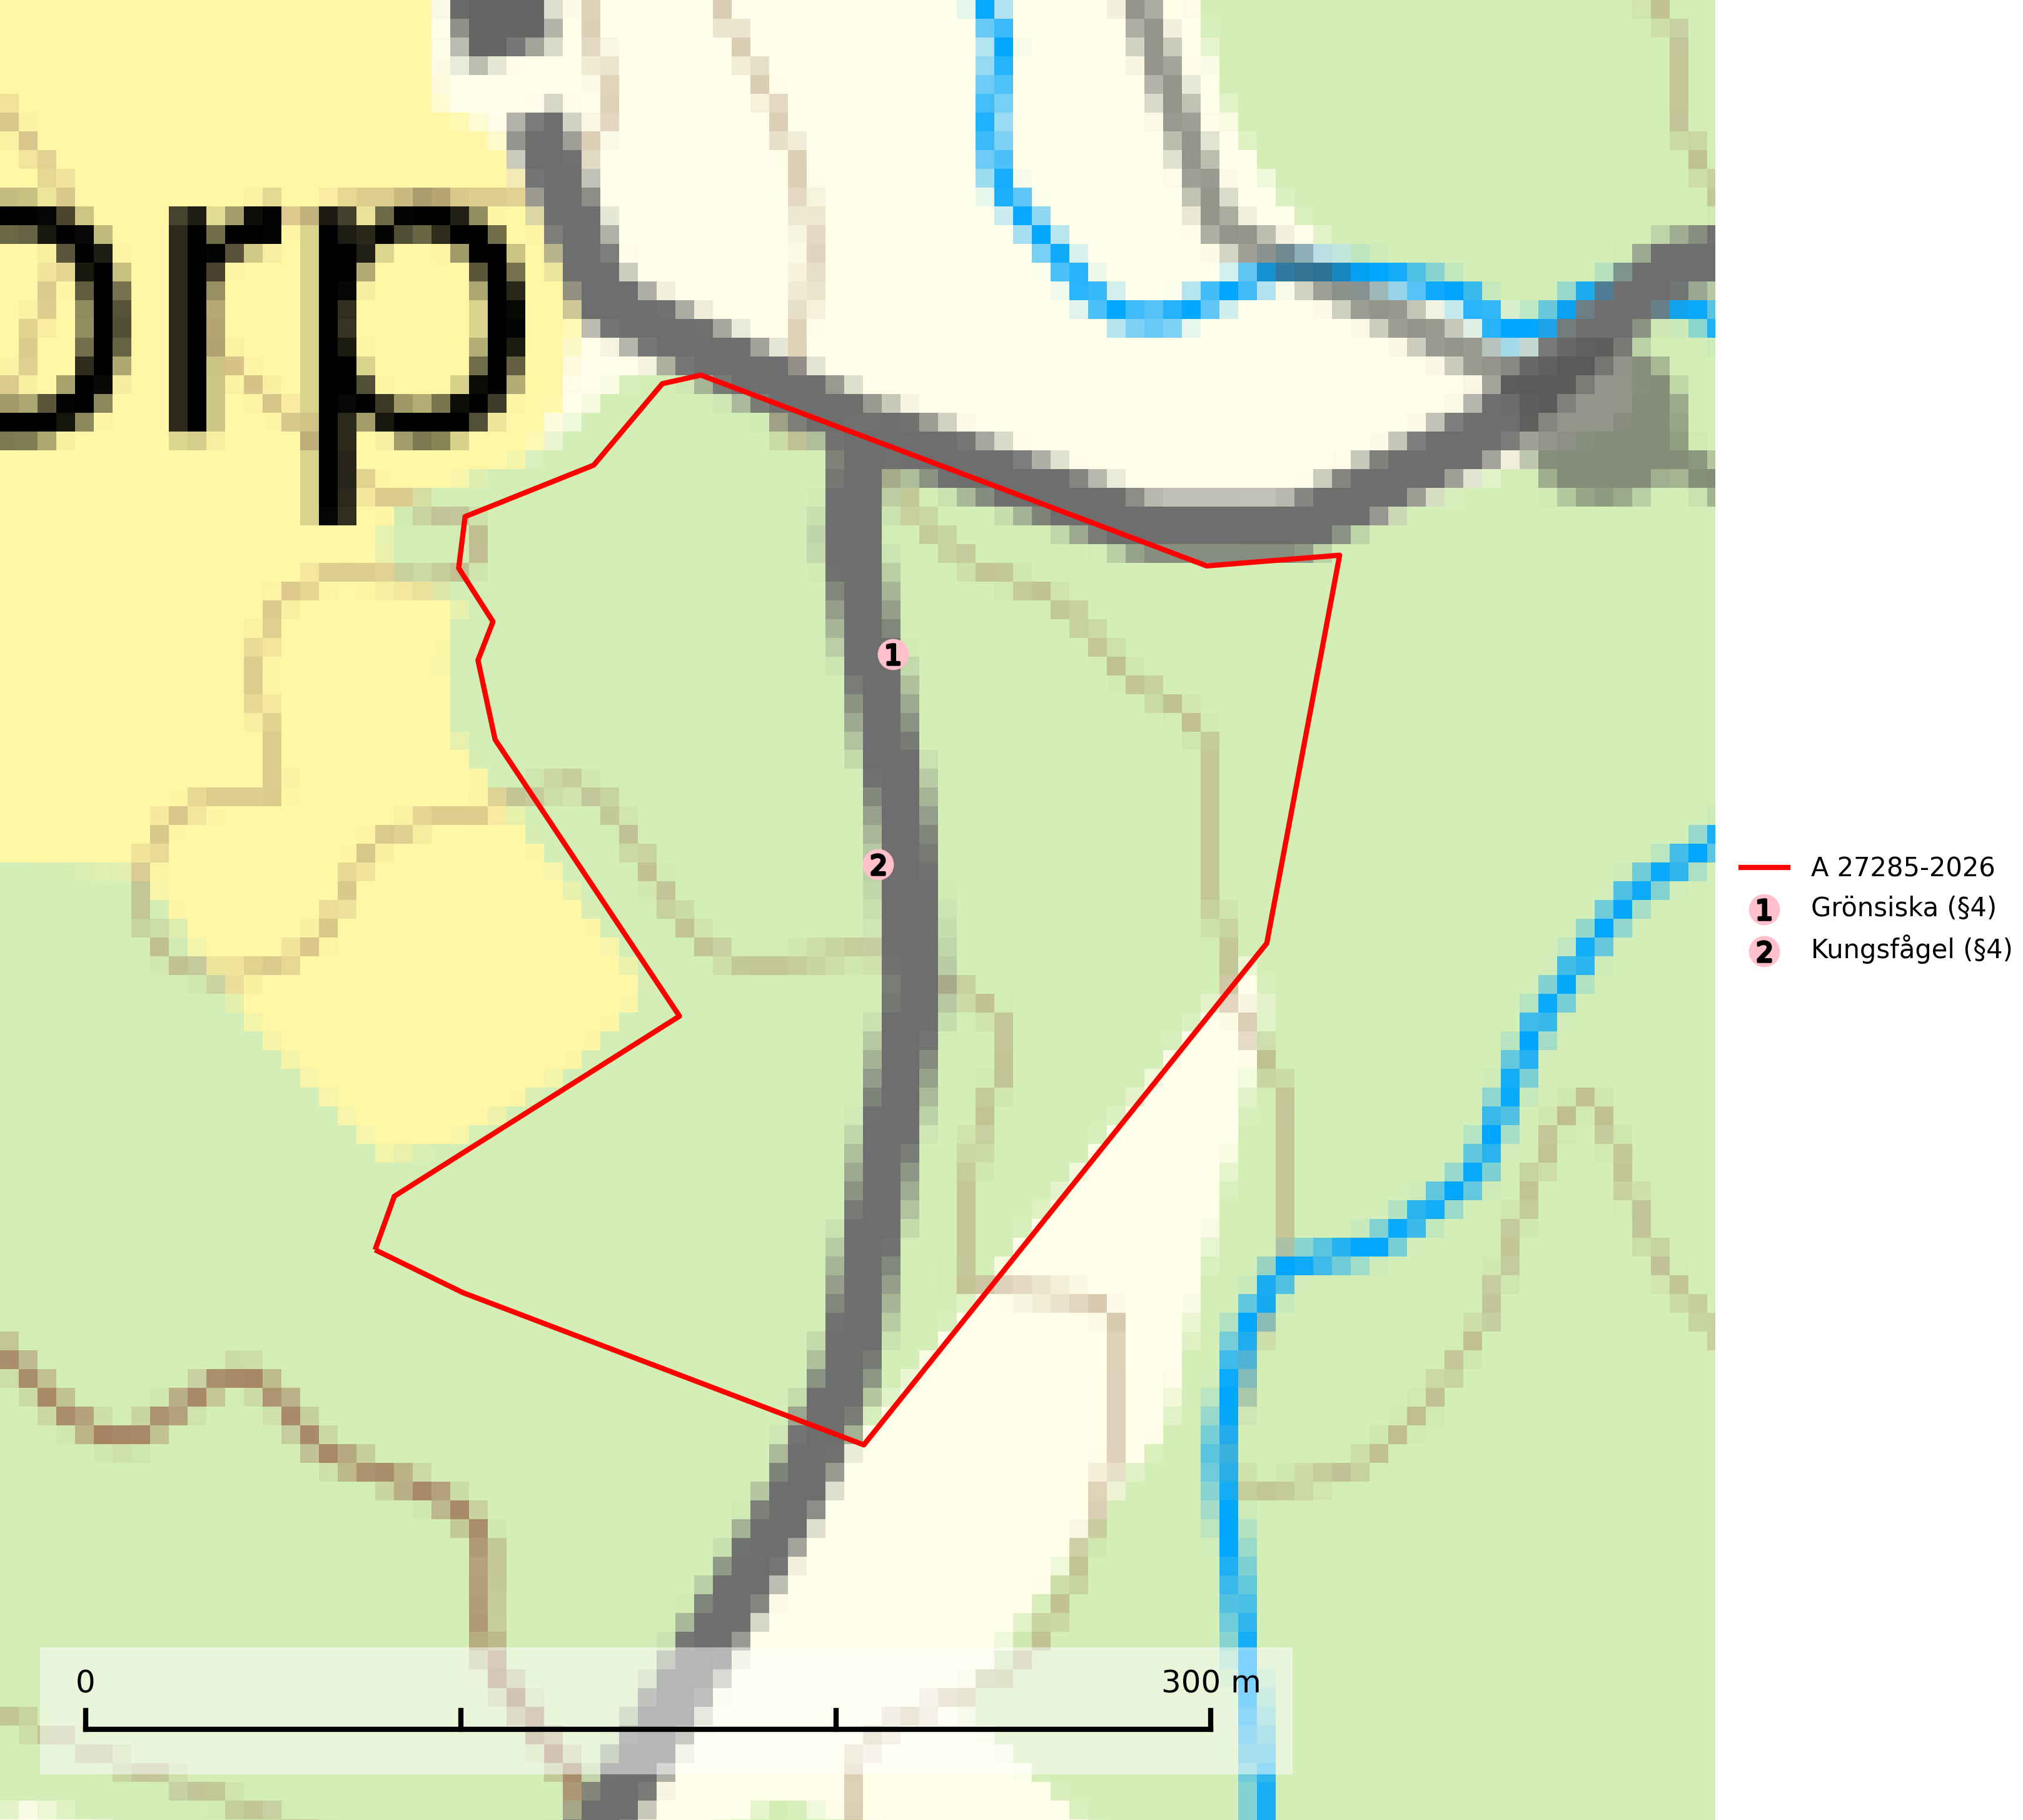 orp
1
2
A 27285-2026
1 Grönsiska (§4)
2 Kungsfågel (§4)
0 300 m